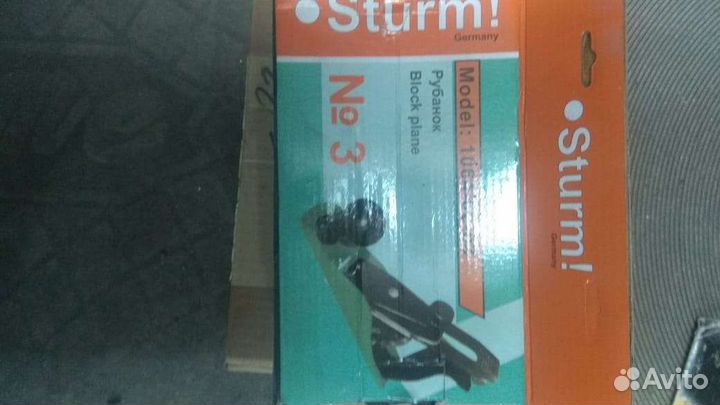 Sturm!
Germany
Model: 106
Рубанок
Block plane
№ 3
Sturm!
Germany
Avito